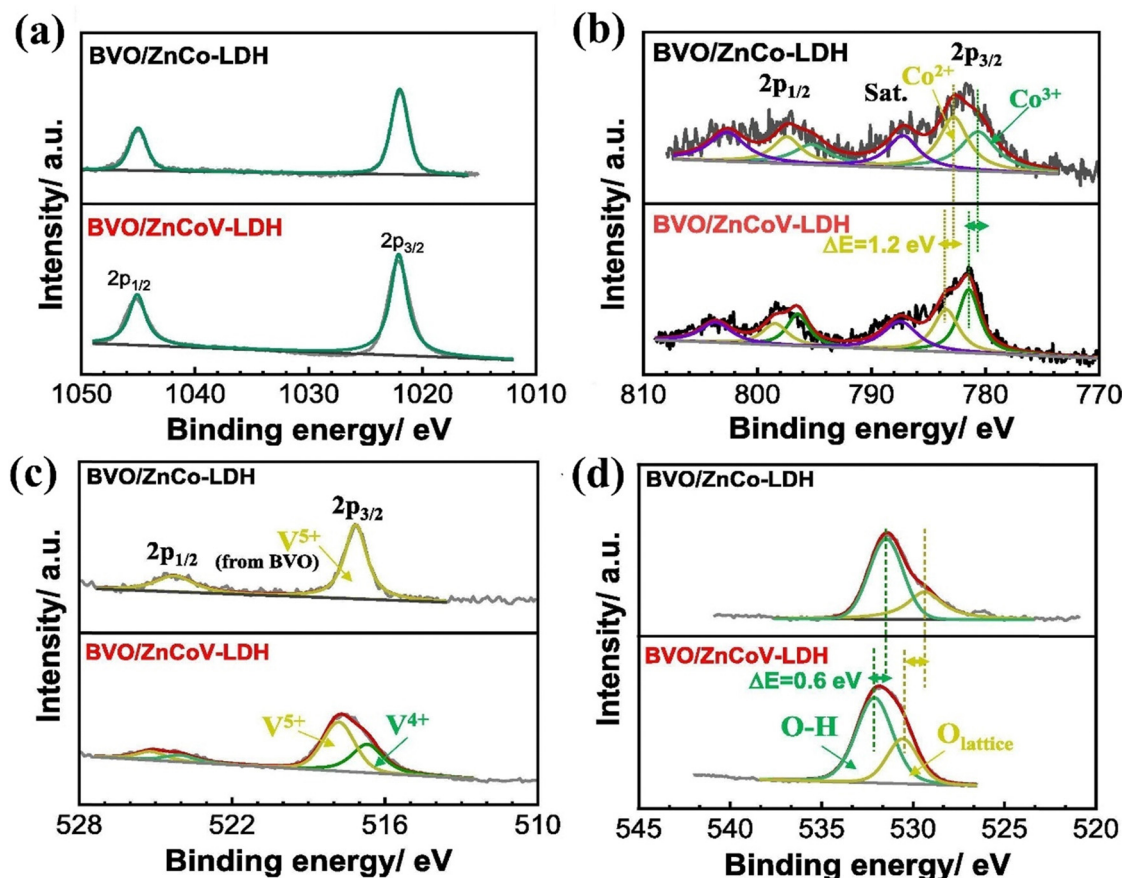 (a)
BVO/ZnCo-LDH
BVO/ZnCoV-LDH
2p1/2
2p3/2
Intensity/ a.u.
1050 1040 1030 1020 1010
Binding energy/ eV
(b)
BVO/ZnCo-LDH
2p1/2
Sat.
2p3/2
Co2+
Co3+
BVO/ZnCoV-LDH
ΔE=1.2 eV
Intensity/ a.u.
810 800 790 780 770
Binding energy/ eV
(c)
BVO/ZnCo-LDH
2p1/2
(from BVO)
V5+
2p3/2
BVO/ZnCoV-LDH
V5+
V4+
Intensity/ a.u.
528 522 516 510
Binding energy/ eV
(d)
BVO/ZnCo-LDH
BVO/ZnCoV-LDH
ΔE=0.6 eV
O-H
Olattice
Intensity/ a.u.
545 540 535 530 525 520
Binding energy/ eV